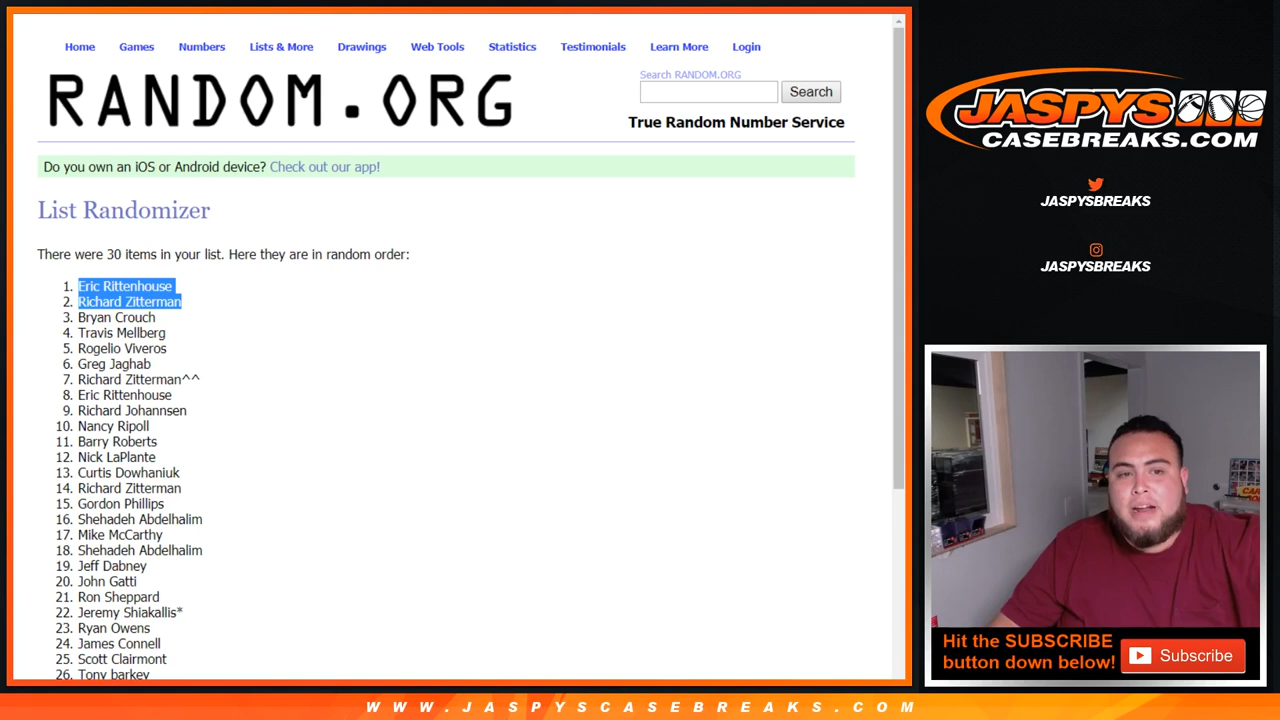 Home Games Numbers Lists & More Drawings Web Tools Statistics Testimonials Learn More Login
RANDOM.ORG
Search RANDOM.ORG
Search
True Random Number Service
Do you own an iOS or Android device? Check out our app!
List Randomizer
There were 30 items in your list. Here they are in random order:
1. Eric Rittenhouse
2. Richard Zitterman
3. Bryan Crouch
4. Travis Mellberg
5. Rogelio Viveros
6. Greg Jaghab
7. Richard Zitterman^^
8. Eric Rittenhouse
9. Richard Johannsen
10. Nancy Ripoll
11. Barry Roberts
12. Nick LaPlante
13. Curtis Dowhaniuk
14. Richard Zitterman
15. Gordon Phillips
16. Shehadeh Abdelhalim
17. Mike McCarthy
18. Shehadeh Abdelhalim
19. Jeff Dabney
20. John Gatti
21. Ron Sheppard
22. Jeremy Shiakallis*
23. Ryan Owens
24. James Connell
25. Scott Clairmont
26. Tony barkey
JASPYS
CASEBREAKS.COM
JASPYSBREAKS
JASPYSBREAKS
Hit the SUBSCRIBE
button down below!
Subscribe
WWW.JASPYSCASEBREAKS.COM